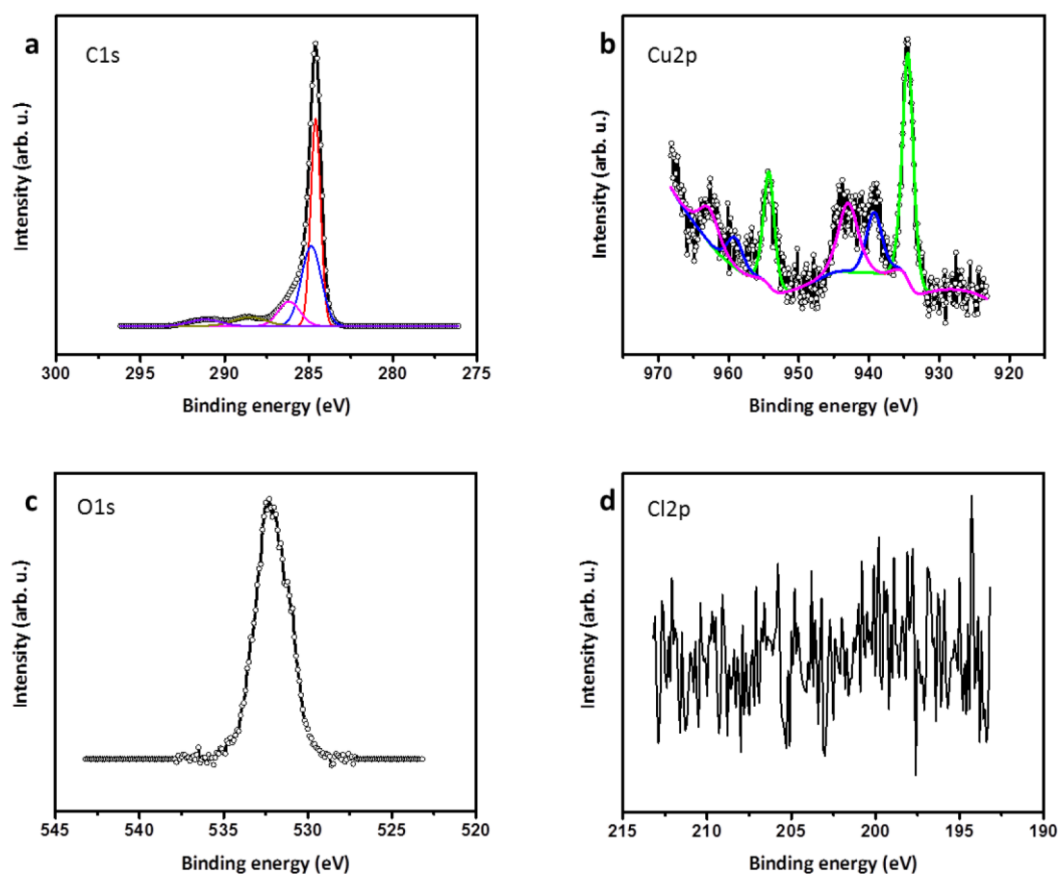 a
C1s
Intensity (arb. u.)
300 295 290 285 280 275
Binding energy (eV)
b
Cu2p
Intensity (arb. u.)
970 960 950 940 930 920
Binding energy (eV)
c
O1s
Intensity (arb. u.)
545 540 535 530 525 520
Binding energy (eV)
d
Cl2p
Intensity (arb. u.)
215 210 205 200 195 190
Binding energy (eV)